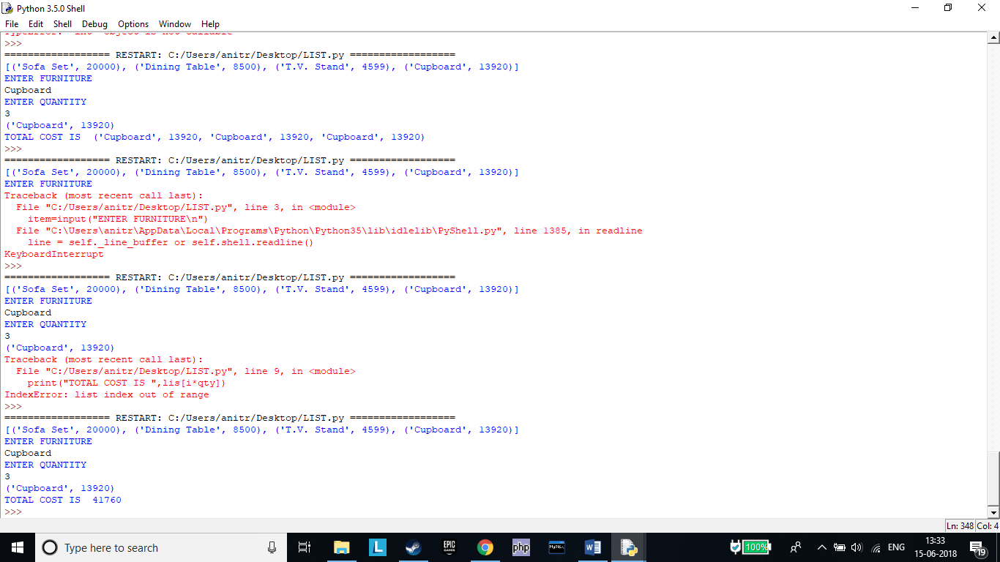 Python 3.5.0 Shell
File Edit Shell Debug Options Window Help
TypeError: 'int' object is not callable
>>>
================== RESTART: C:/Users/anitr/Desktop/LIST.py ==================
[('Sofa Set', 20000), ('Dining Table', 8500), ('T.V. Stand', 4599), ('Cupboard', 13920)]
ENTER FURNITURE
Cupboard
ENTER QUANTITY
3
('Cupboard', 13920)
TOTAL COST IS  ('Cupboard', 13920, 'Cupboard', 13920, 'Cupboard', 13920)
>>>
================== RESTART: C:/Users/anitr/Desktop/LIST.py ==================
[('Sofa Set', 20000), ('Dining Table', 8500), ('T.V. Stand', 4599), ('Cupboard', 13920)]
ENTER FURNITURE
Traceback (most recent call last):
  File "C:/Users/anitr/Desktop/LIST.py", line 3, in <module>
    item=input("ENTER FURNITURE\n")
  File "C:\Users\anitr\AppData\Local\Programs\Python\Python35\lib\idlelib\PyShell.py", line 1385, in readline
    line = self._line_buffer or self.shell.readline()
KeyboardInterrupt
>>>
================== RESTART: C:/Users/anitr/Desktop/LIST.py ==================
[('Sofa Set', 20000), ('Dining Table', 8500), ('T.V. Stand', 4599), ('Cupboard', 13920)]
ENTER FURNITURE
Cupboard
ENTER QUANTITY
3
('Cupboard', 13920)
Traceback (most recent call last):
  File "C:/Users/anitr/Desktop/LIST.py", line 9, in <module>
    print("TOTAL COST IS ",lis[i*qty])
IndexError: list index out of range
>>>
================== RESTART: C:/Users/anitr/Desktop/LIST.py ==================
[('Sofa Set', 20000), ('Dining Table', 8500), ('T.V. Stand', 4599), ('Cupboard', 13920)]
ENTER FURNITURE
Cupboard
ENTER QUANTITY
3
('Cupboard', 13920)
TOTAL COST IS  41760
>>>
Ln: 348 Col: 4
Type here to search
L
EPIC GAMES
php
MySQL
W
100%
ENG
13:33
15-06-2018
19